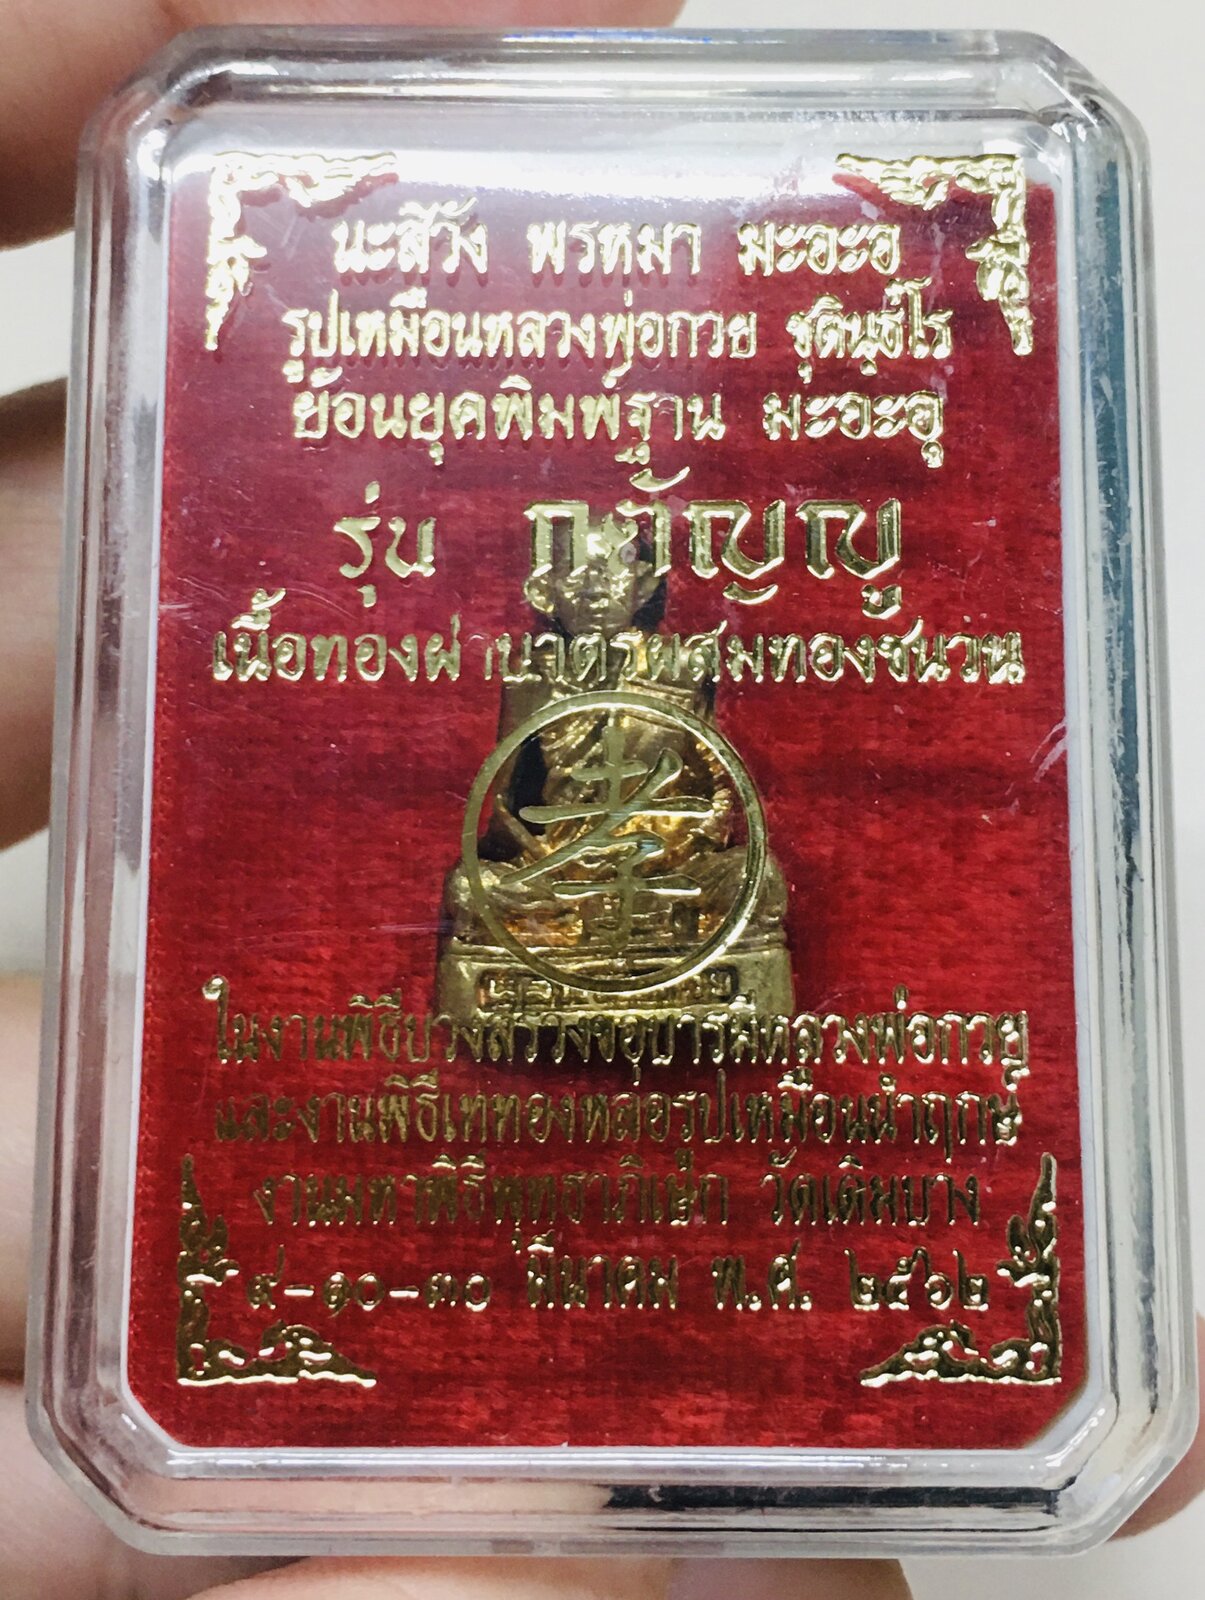 นะสีวัง พรหมา มะอะอ
รูปเหมือนหลวงพ่อกวย ชุตินฺธโร
ย้อนยุคพิมพ์ฐาน มะอะอุ
รุ่น กตัญญู
เนื้อทองฝาบาตรผสมทองชนวน
孝
ในงานพิธีบวงสรวงขอบารมีหลวงพ่อกวย
และงานพิธีเททองหล่อรูปเหมือนนำฤกษ์
งานมหาพิธีพุทธาภิเษก วัดเดิมบาง
๙-๑๐-๓๐ มีนาคม พ.ศ. ๒๕๖๒